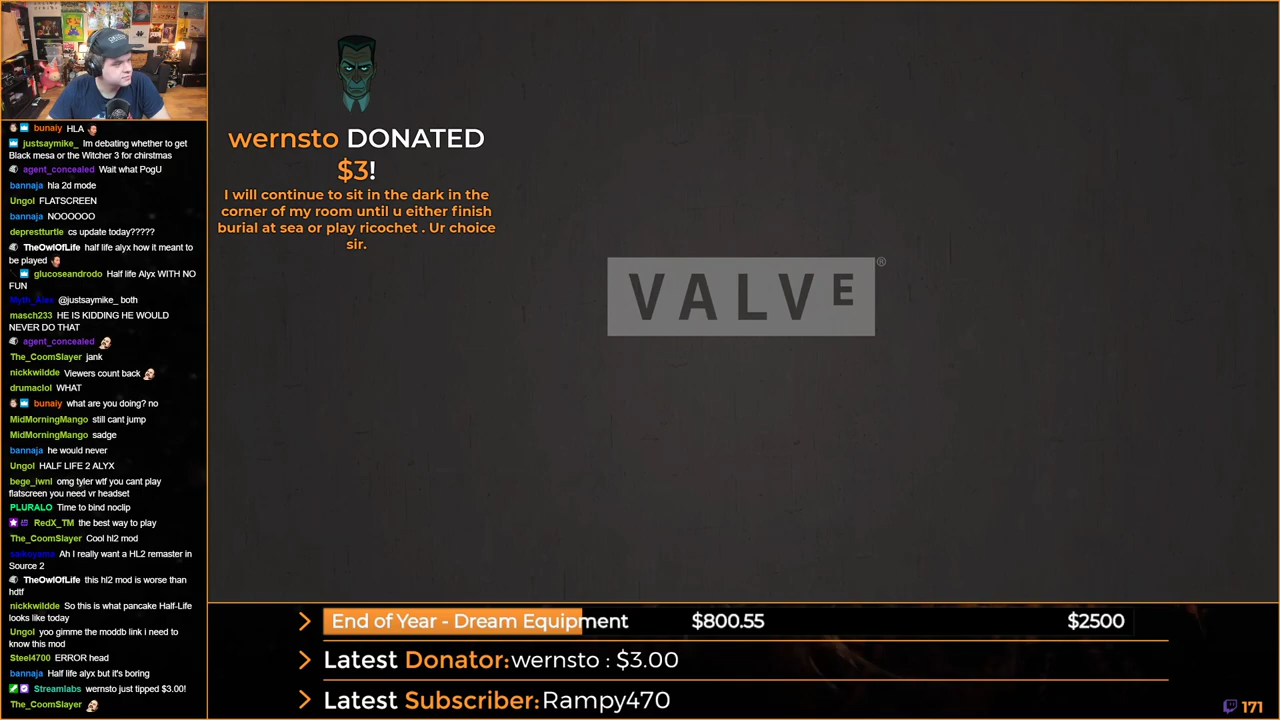 bunaiy HLA
justsaymike_ Im debating whether to get
Black mesa or the Witcher 3 for chirstmas
agent_concealed Wait what PogU
bannaja hla 2d mode
Ungol FLATSCREEN
bannaja NOOOOOO
deprestturtle cs update today?????
TheOwlOfLife half life alyx how it meant to
be played
glucoseandrodo Half life Alyx WITH NO
FUN
Myth_Alex @justsaymike_ both
masch233 HE IS KIDDING HE WOULD
NEVER DO THAT
agent_concealed
The_CoomSlayer jank
nickkwildde Viewers count back
drumaclol WHAT
bunaiy what are you doing? no
MidMorningMango still cant jump
MidMorningMango sadge
bannaja he would never
Ungol HALF LIFE 2 ALYX
bege_iwnl omg tyler wtf you cant play
flatscreen you need vr headset
PLURALO Time to bind noclip
RedX_TM the best way to play
The_CoomSlayer Cool hl2 mod
saikoyama Ah I really want a HL2 remaster in
Source 2
TheOwlOfLife this hl2 mod is worse than
hdtf
nickkwildde So this is what pancake Half-Life
looks like today
Ungol yoo gimme the moddb link i need to
know this mod
Steel4700 ERROR head
bannaja Half life alyx but it's boring
Streamlabs wernsto just tipped $3.00!
The_CoomSlayer
wernsto DONATED
$3!
I will continue to sit in the dark in the
corner of my room until u either finish
burial at sea or play ricochet . Ur choice
sir.
VALVE®
End of Year - Dream Equipment $800.55 $2500
Latest Donator: wernsto : $3.00
Latest Subscriber: Rampy470
171